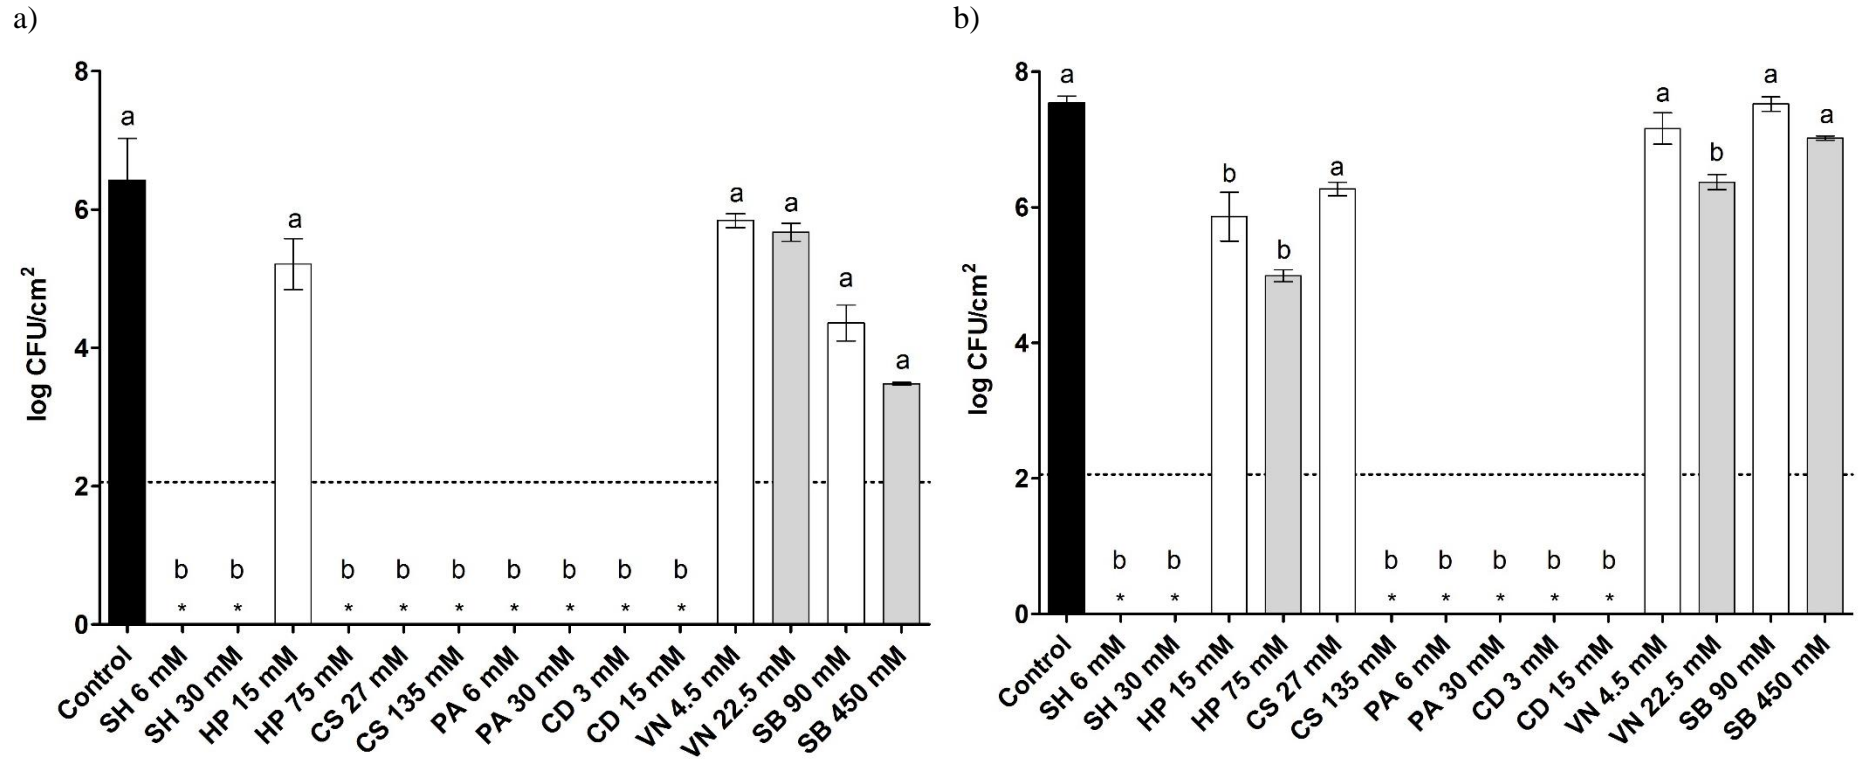 a)
log CFU/cm²
8
6
4
2
0
a
b
b
a
b
b
b
b
b
b
b
a
a
a
a
*
*
*
*
*
*
*
*
*
Control
SH 6 mM
SH 30 mM
HP 15 mM
HP 75 mM
CS 27 mM
CS 135 mM
PA 6 mM
PA 30 mM
CD 3 mM
CD 15 mM
VN 4.5 mM
VN 22.5 mM
SB 90 mM
SB 450 mM
b)
log CFU/cm²
8
6
4
2
0
a
b
b
b
b
a
b
b
b
b
b
a
b
a
a
*
*
*
*
*
*
*
Control
SH 6 mM
SH 30 mM
HP 15 mM
HP 75 mM
CS 27 mM
CS 135 mM
PA 6 mM
PA 30 mM
CD 3 mM
CD 15 mM
VN 4.5 mM
VN 22.5 mM
SB 90 mM
SB 450 mM